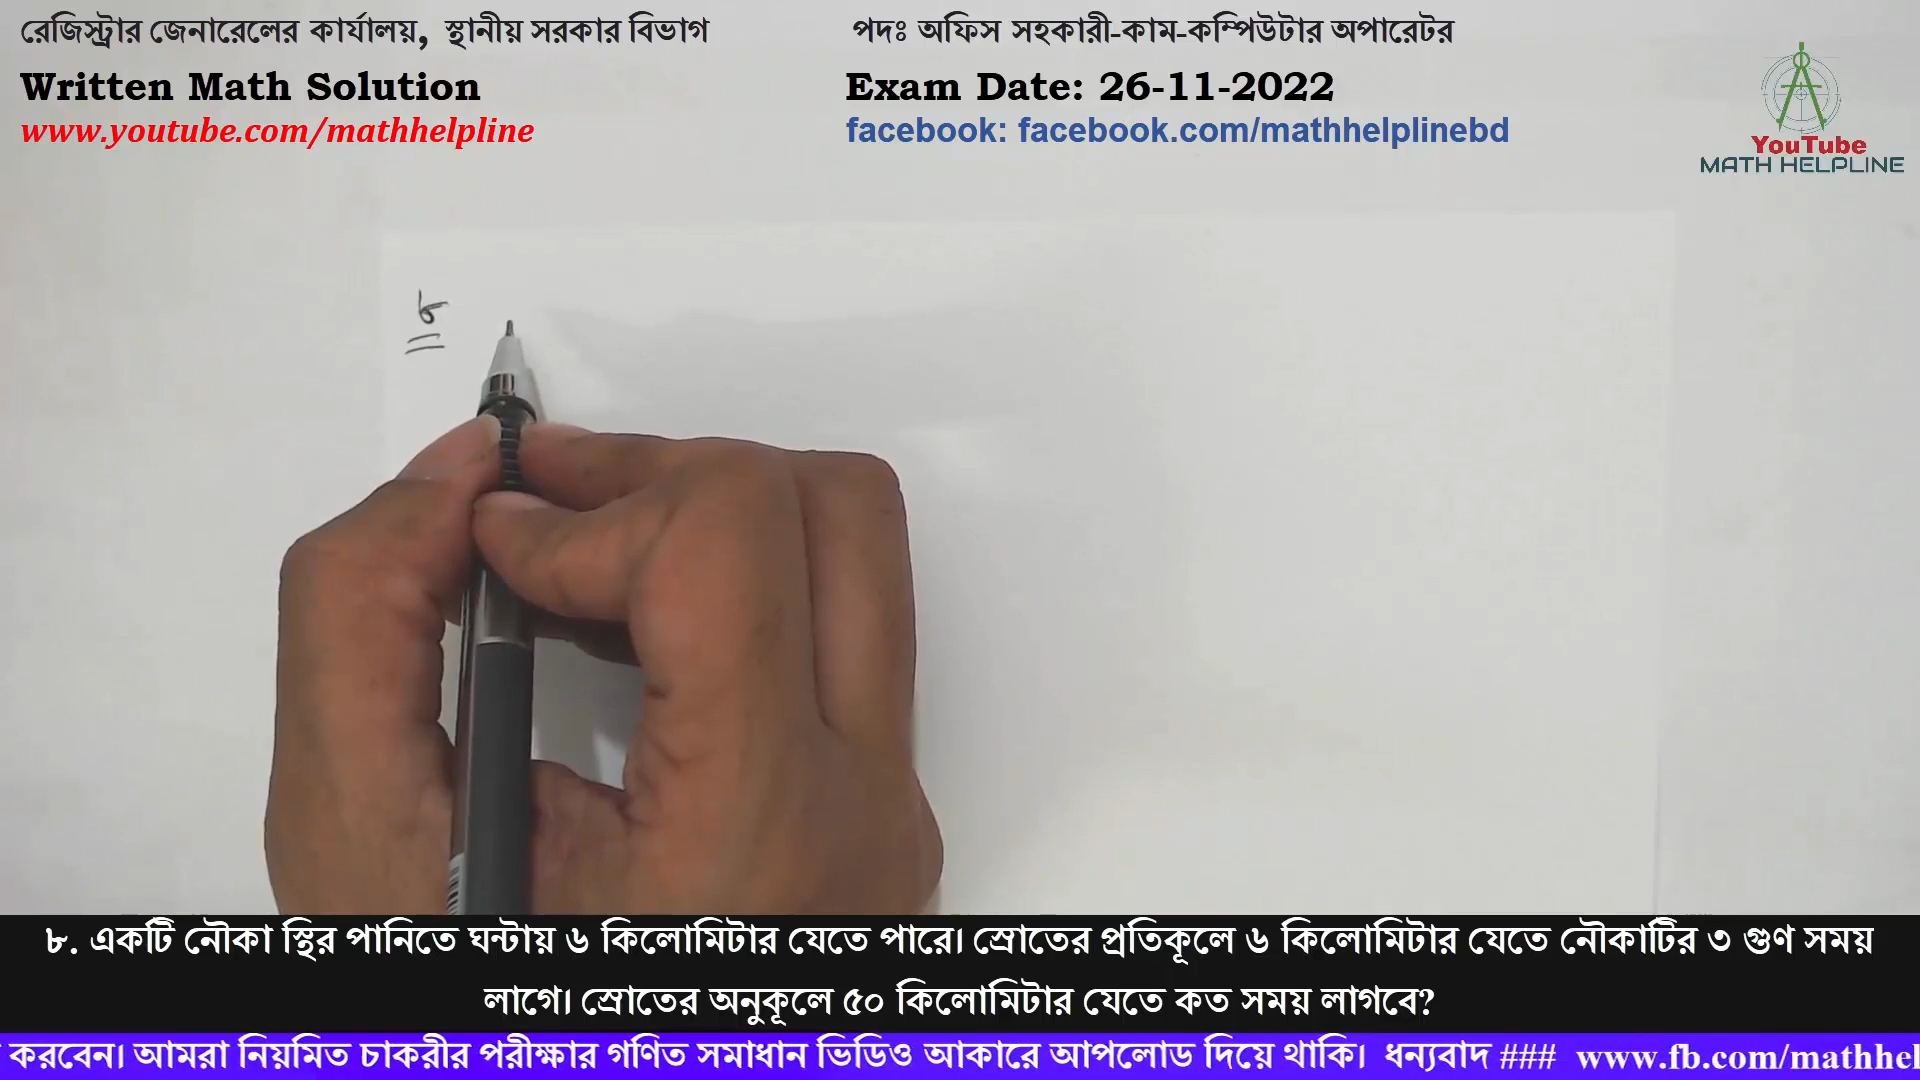 রেজিস্ট্রার জেনারেলের কার্যালয়, স্থানীয় সরকার বিভাগ
পদঃ অফিস সহকারী-কাম-কম্পিউটার অপারেটর
Written Math Solution
Exam Date: 26-11-2022
www.youtube.com/mathhelpline
facebook: facebook.com/mathhelplinebd
YouTube
MATH HELPLINE
৮
৮. একটি নৌকা স্থির পানিতে ঘন্টায় ৬ কিলোমিটার যেতে পারে। স্রোতের প্রতিকূলে ৬ কিলোমিটার যেতে নৌকাটির ৩ গুণ সময়
লাগে। স্রোতের অনুকূলে ৫০ কিলোমিটার যেতে কত সময় লাগবে?
করবেন। আমরা নিয়মিত চাকরীর পরীক্ষার গণিত সমাধান ভিডিও আকারে আপলোড দিয়ে থাকি। ধন্যবাদ ### www.fb.com/mathhel